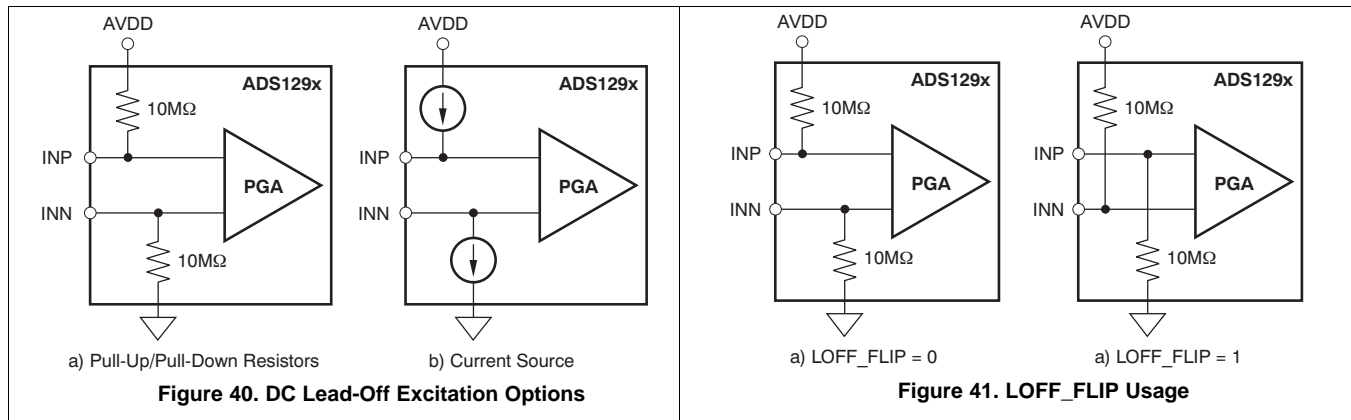 AVDD
ADS129x
10MΩ
INP
PGA
INN
10MΩ
a) Pull-Up/Pull-Down Resistors
AVDD
ADS129x
INP
PGA
INN
b) Current Source
Figure 40. DC Lead-Off Excitation Options
AVDD
ADS129x
10MΩ
INP
PGA
INN
10MΩ
a) LOFF_FLIP = 0
AVDD
ADS129x
10MΩ
INP
PGA
INN
10MΩ
a) LOFF_FLIP = 1
Figure 41. LOFF_FLIP Usage